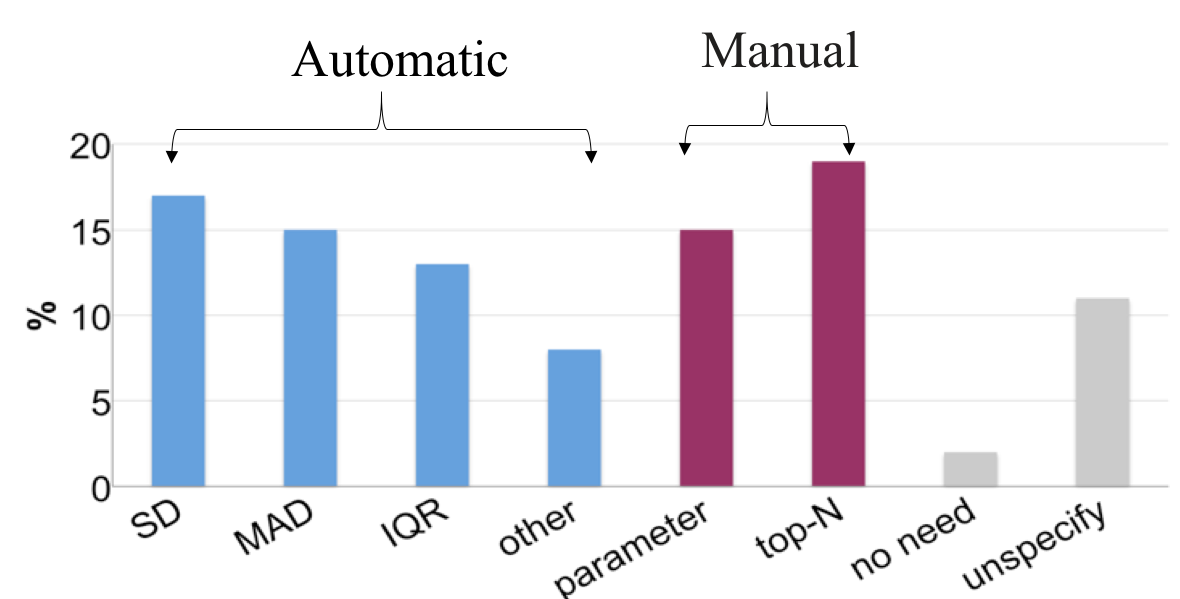 Automatic
Manual
20
15
10
5
0
%
SD
MAD
IQR
other
parameter
top-N
no need
unspecify